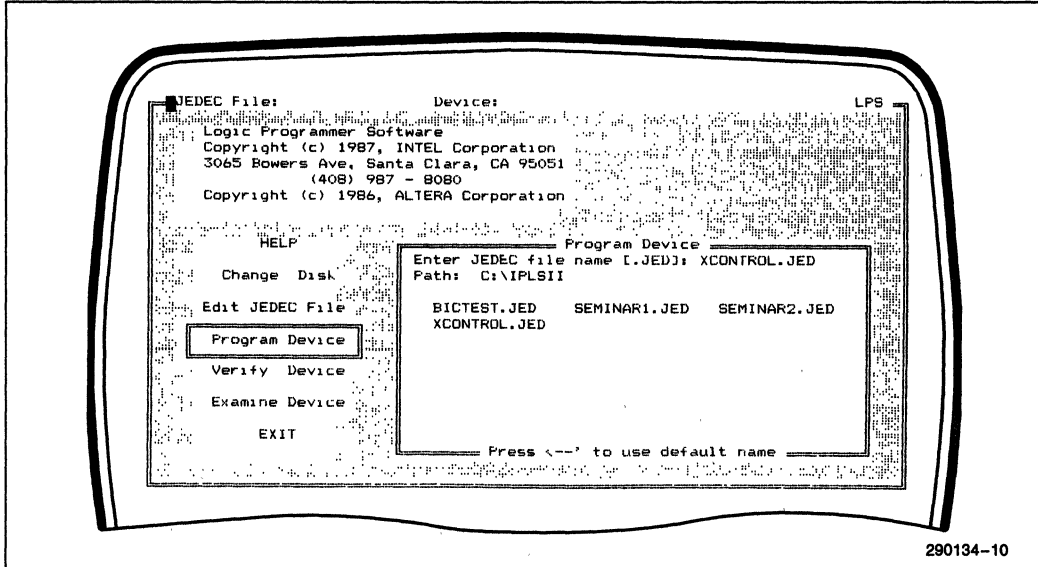 JEDEC File: Device: LPS
Logic Programmer Software
Copyright (c) 1987, INTEL Corporation
3065 Bowers Ave, Santa Clara, CA 95051
(408) 987 - 8080
Copyright (c) 1986, ALTERA Corporation
HELP
Change Disk
Edit JEDEC File
Program Device
Verify Device
Examine Device
EXIT
Program Device
Enter JEDEC file name [.JED]: XCONTROL.JED
Path: C:\IPLSII
BICTEST.JED SEMINAR1.JED SEMINAR2.JED
XCONTROL.JED
Press <--' to use default name
290134-10